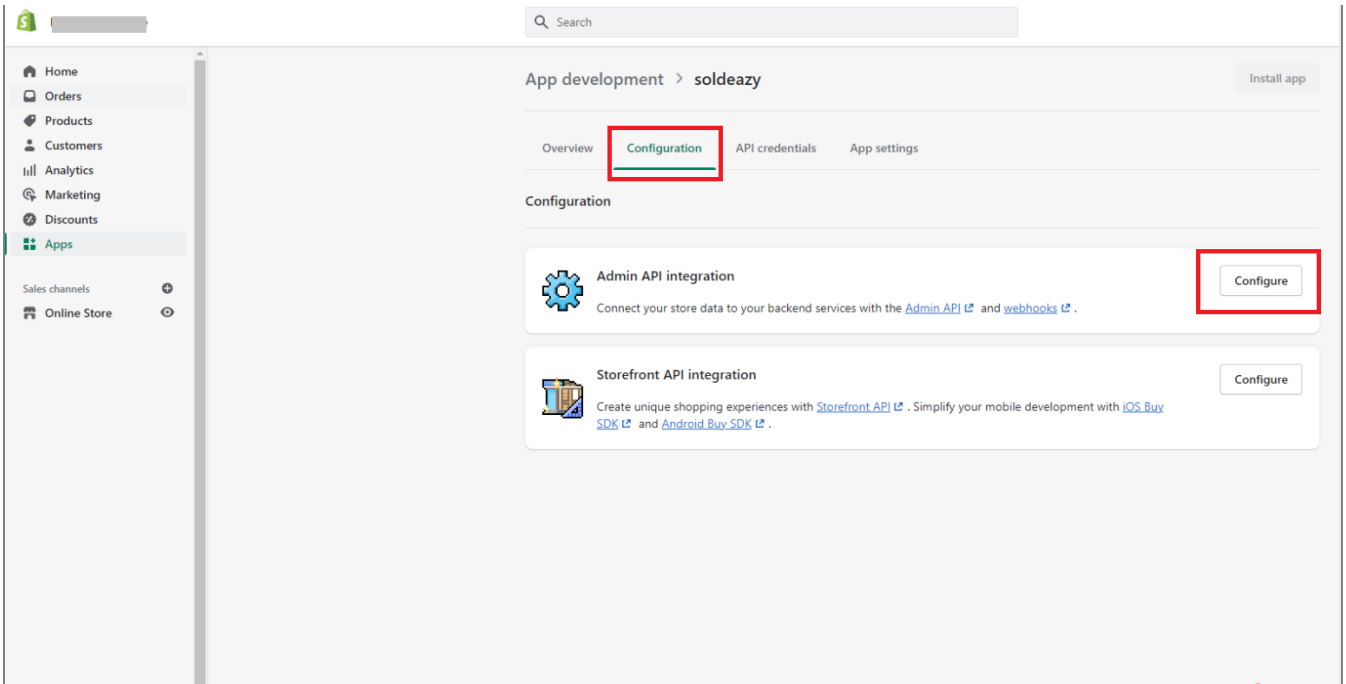 Search
Home
Orders
Products
Customers
Analytics
Marketing
Discounts
Apps
Sales channels
Online Store
App development > soldeazy
Install app
Overview Configuration API credentials App settings
Configuration
Admin API integration
Configure
Connect your store data to your backend services with the Admin API and webhooks .
Storefront API integration
Configure
Create unique shopping experiences with Storefront API . Simplify your mobile development with iOS Buy
SDK and Android Buy SDK .